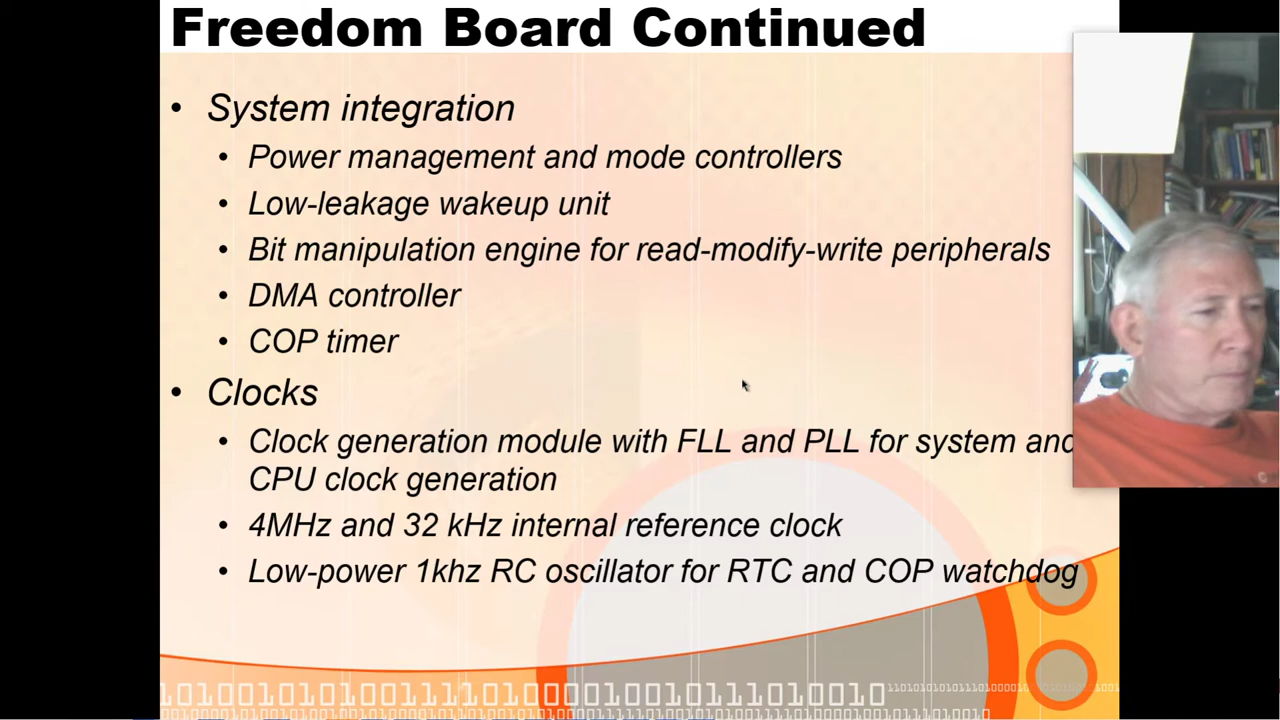 Freedom Board Continued
• System integration
• Power management and mode controllers
• Low-leakage wakeup unit
• Bit manipulation engine for read-modify-write peripherals
• DMA controller
• COP timer
• Clocks
• Clock generation module with FLL and PLL for system and
CPU clock generation
• 4MHz and 32 kHz internal reference clock
• Low-power 1khz RC oscillator for RTC and COP watchdog